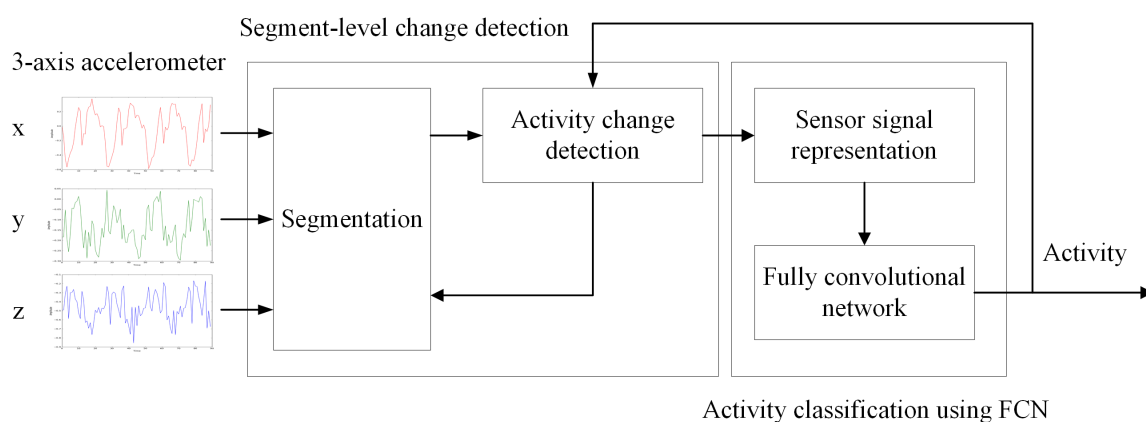 Segment-level change detection
3-axis accelerometer
x
y
z
Segmentation
Activity change
detection
Sensor signal
representation
Fully convolutional
network
Activity
Activity classification using FCN